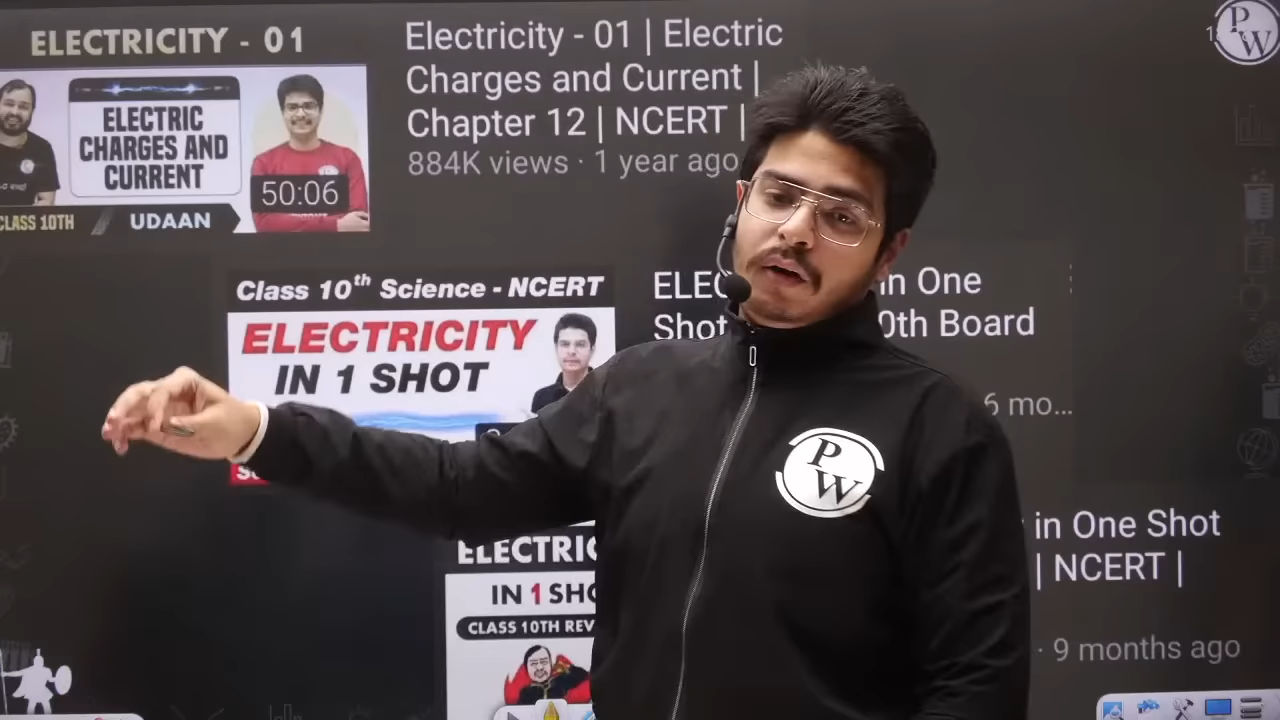 ELECTRICITY - 01
ELECTRIC
CHARGES AND
CURRENT
50:06
CLASS 10TH
UDAAN
Electricity - 01 | Electric
Charges and Current |
Chapter 12 | NCERT |
884K views · 1 year ago
P
W
Class 10th Science - NCERT
ELECTRICITY
IN 1 SHOT
in One
Shot
0th Board
6 mo...
P
W
ELECTRIC
IN 1 SHO
CLASS 10TH REV
in One Shot
| NCERT |
· 9 months ago